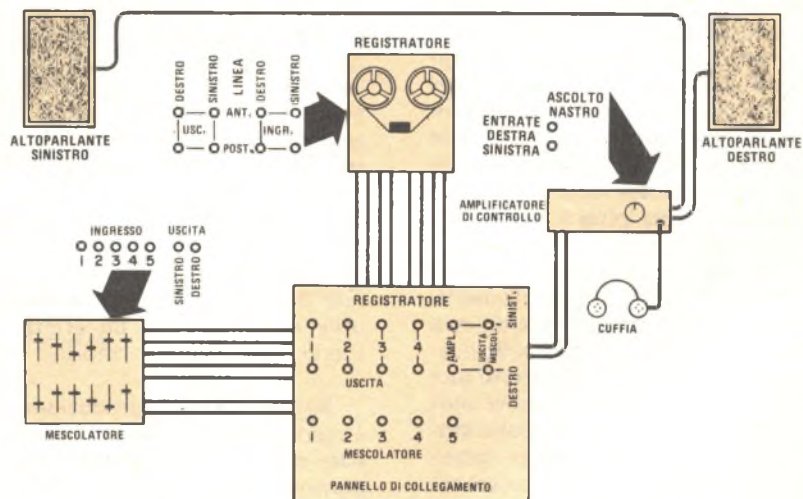 REGISTRATORE
DESTRO
SINISTRO
LINEA
DESTRO
SINISTRO
ANT.
USC.
INGR.
POST.
ALTOPARLANTE
SINISTRO
ASCOLTO
NASTRO
ENTRATE
DESTRA
SINISTRA
ALTOPARLANTE
DESTRO
AMPLIFICATORE
DI CONTROLLO
CUFFIA
INGRESSO USCITA
1 2 3 4 5
SINISTRO
DESTRO
MESCOLATORE
REGISTRATORE
1 2 3 4
AMPL.
USCITA
MESCOL.
SINIST.
DESTRO
USCITA
1 2 3 4 5
MESCOLATORE
PANNELLO DI COLLEGAMENTO